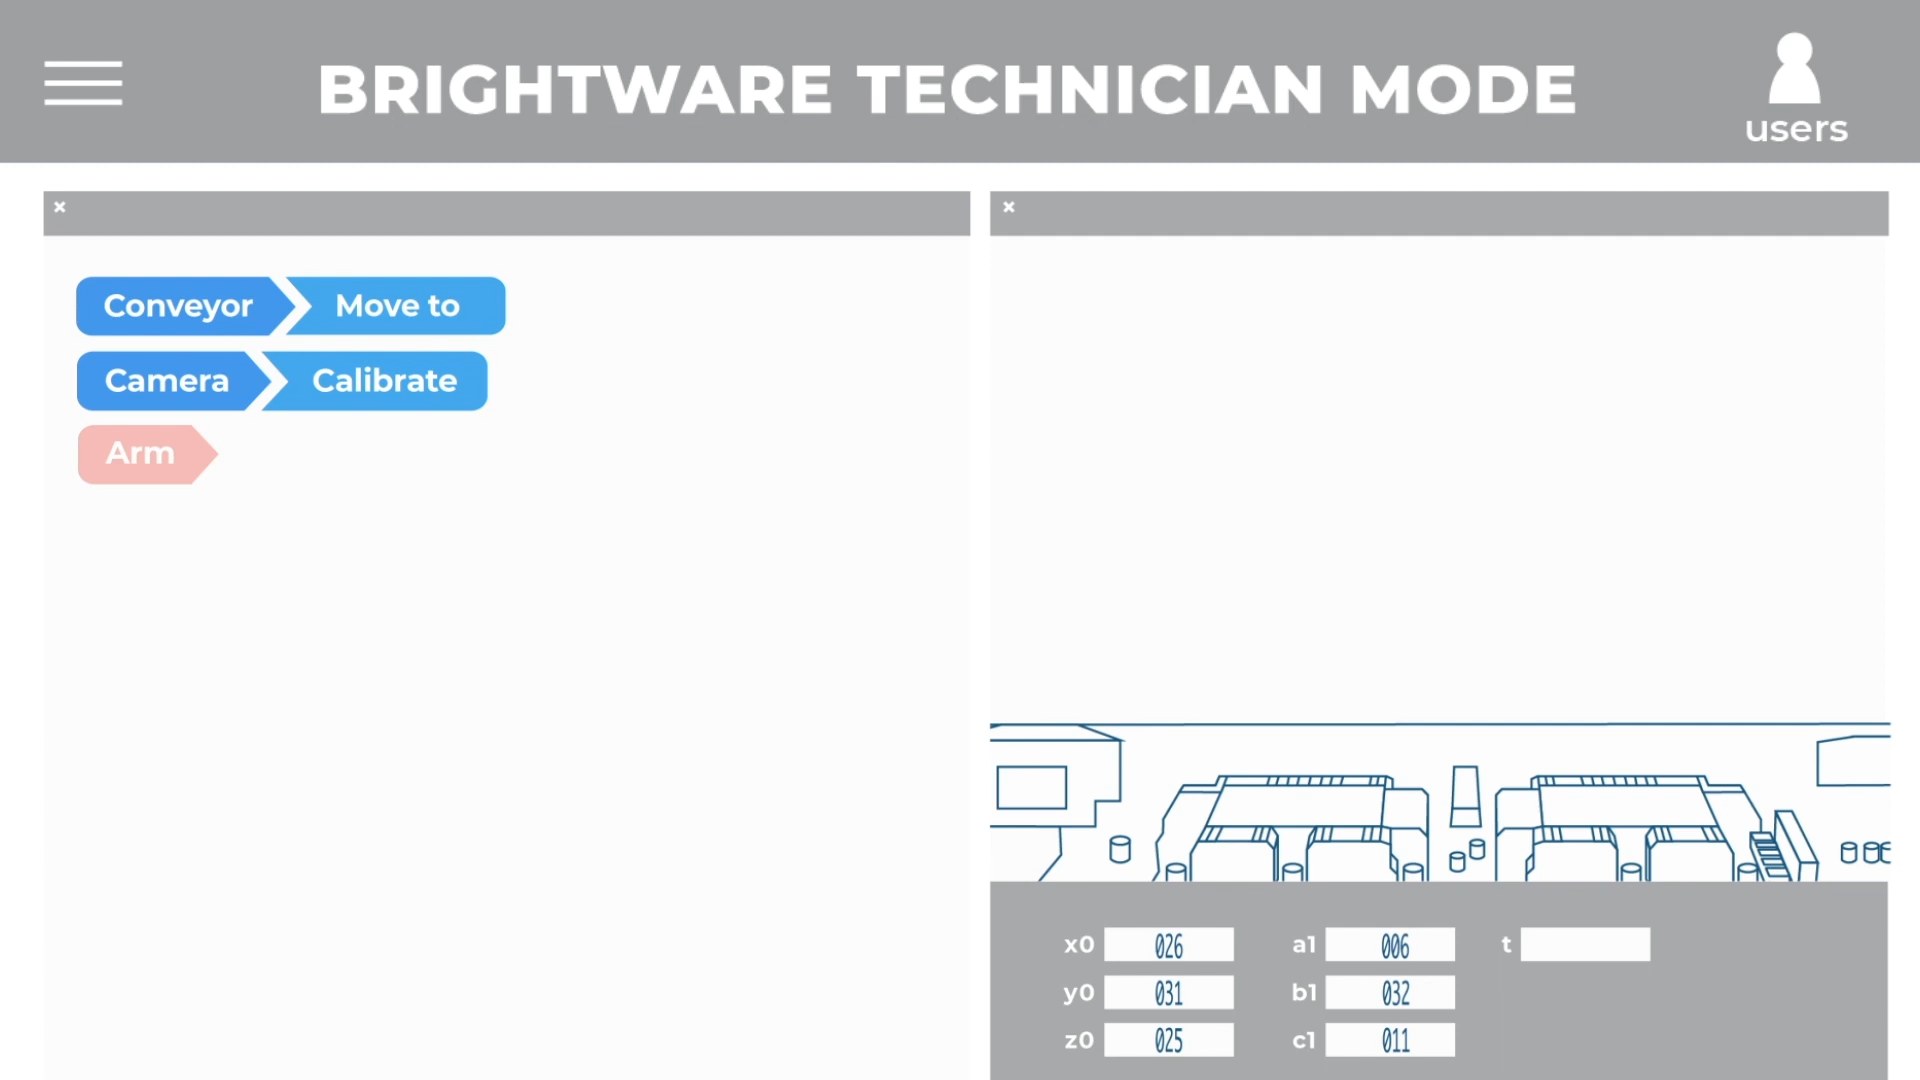 BRIGHTWARE TECHNICIAN MODE
users
Conveyor Move to
Camera Calibrate
Arm
x0 026 a1 006 t
y0 031 b1 032
z0 025 c1 011